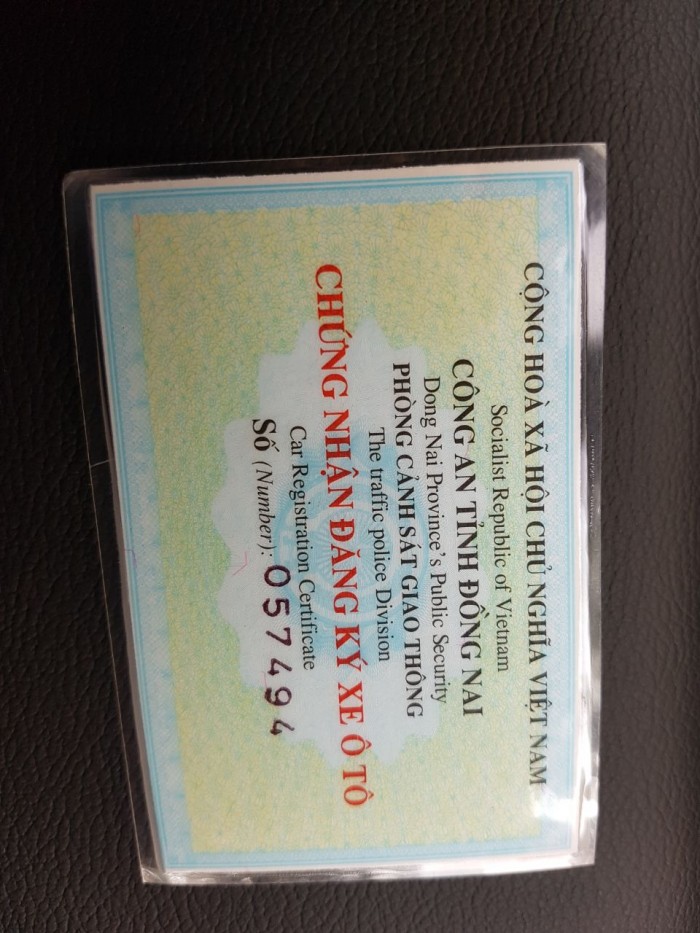 CỘNG HOÀ XÃ HỘI CHỦ NGHĨA VIỆT NAM
Socialist Republic of Vietnam
CÔNG AN TỈNH ĐỒNG NAI
Dong Nai Province's Public Security
PHÒNG CẢNH SÁT GIAO THÔNG
The traffic police Division
CHỨNG NHẬN ĐĂNG KÝ XE Ô TÔ
Car Registration Certificate
Số (Number): 057494